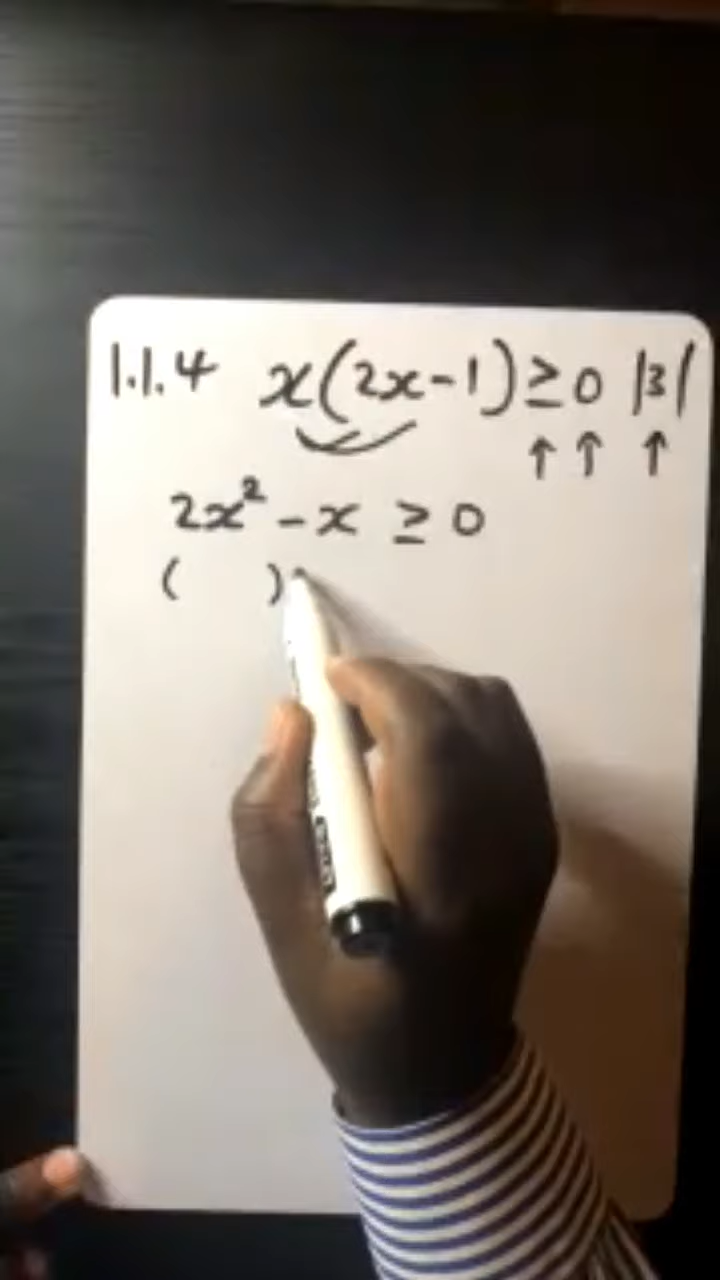 1.1.4 x(2x-1)≥0 |3|
↑ ↑ ↑
2x² - x ≥ 0
( )